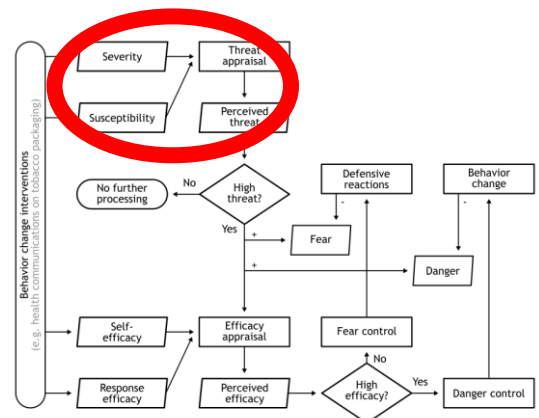 Behavior change interventions
(e.g. health communications on tobacco packaging)
Severity
Threat
appraisal
Susceptibility
Perceived
threat
No further
processing
No
High
threat?
Yes
Defensive
reactions
Behavior
change
-
-
+
Fear
+
Danger
Self-
efficacy
Efficacy
appraisal
Fear control
No
Response
efficacy
Perceived
efficacy
High
efficacy?
Yes
Danger control